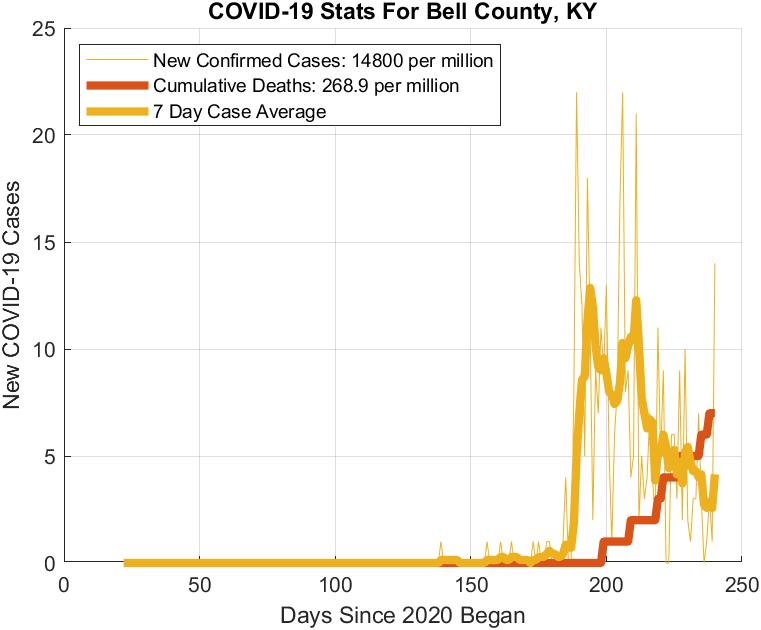 COVID-19 Stats For Bell County, KY
New Confirmed Cases: 14800 per million
Cumulative Deaths: 268.9 per million
7 Day Case Average
New COVID-19 Cases
25
20
15
10
5
0
0 50 100 150 200 250
Days Since 2020 Began